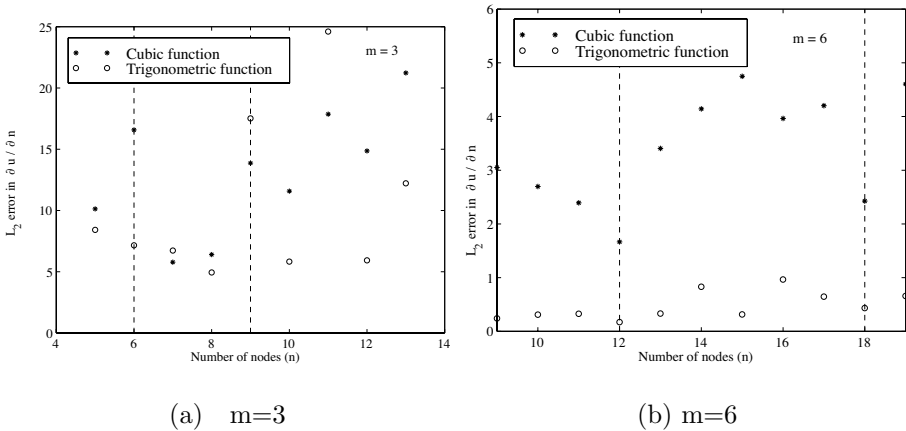 25
20
15
10
5
0
4
6
8
10
12
14
L2 error in ∂ u / ∂ n
Number of nodes (n)
Cubic function
Trigonometric function
m = 3
(a) m=3
6
5
4
3
2
1
0
10
12
14
16
18
L2 error in ∂ u / ∂ n
Number of nodes (n)
Cubic function
Trigonometric function
m = 6
(b) m=6